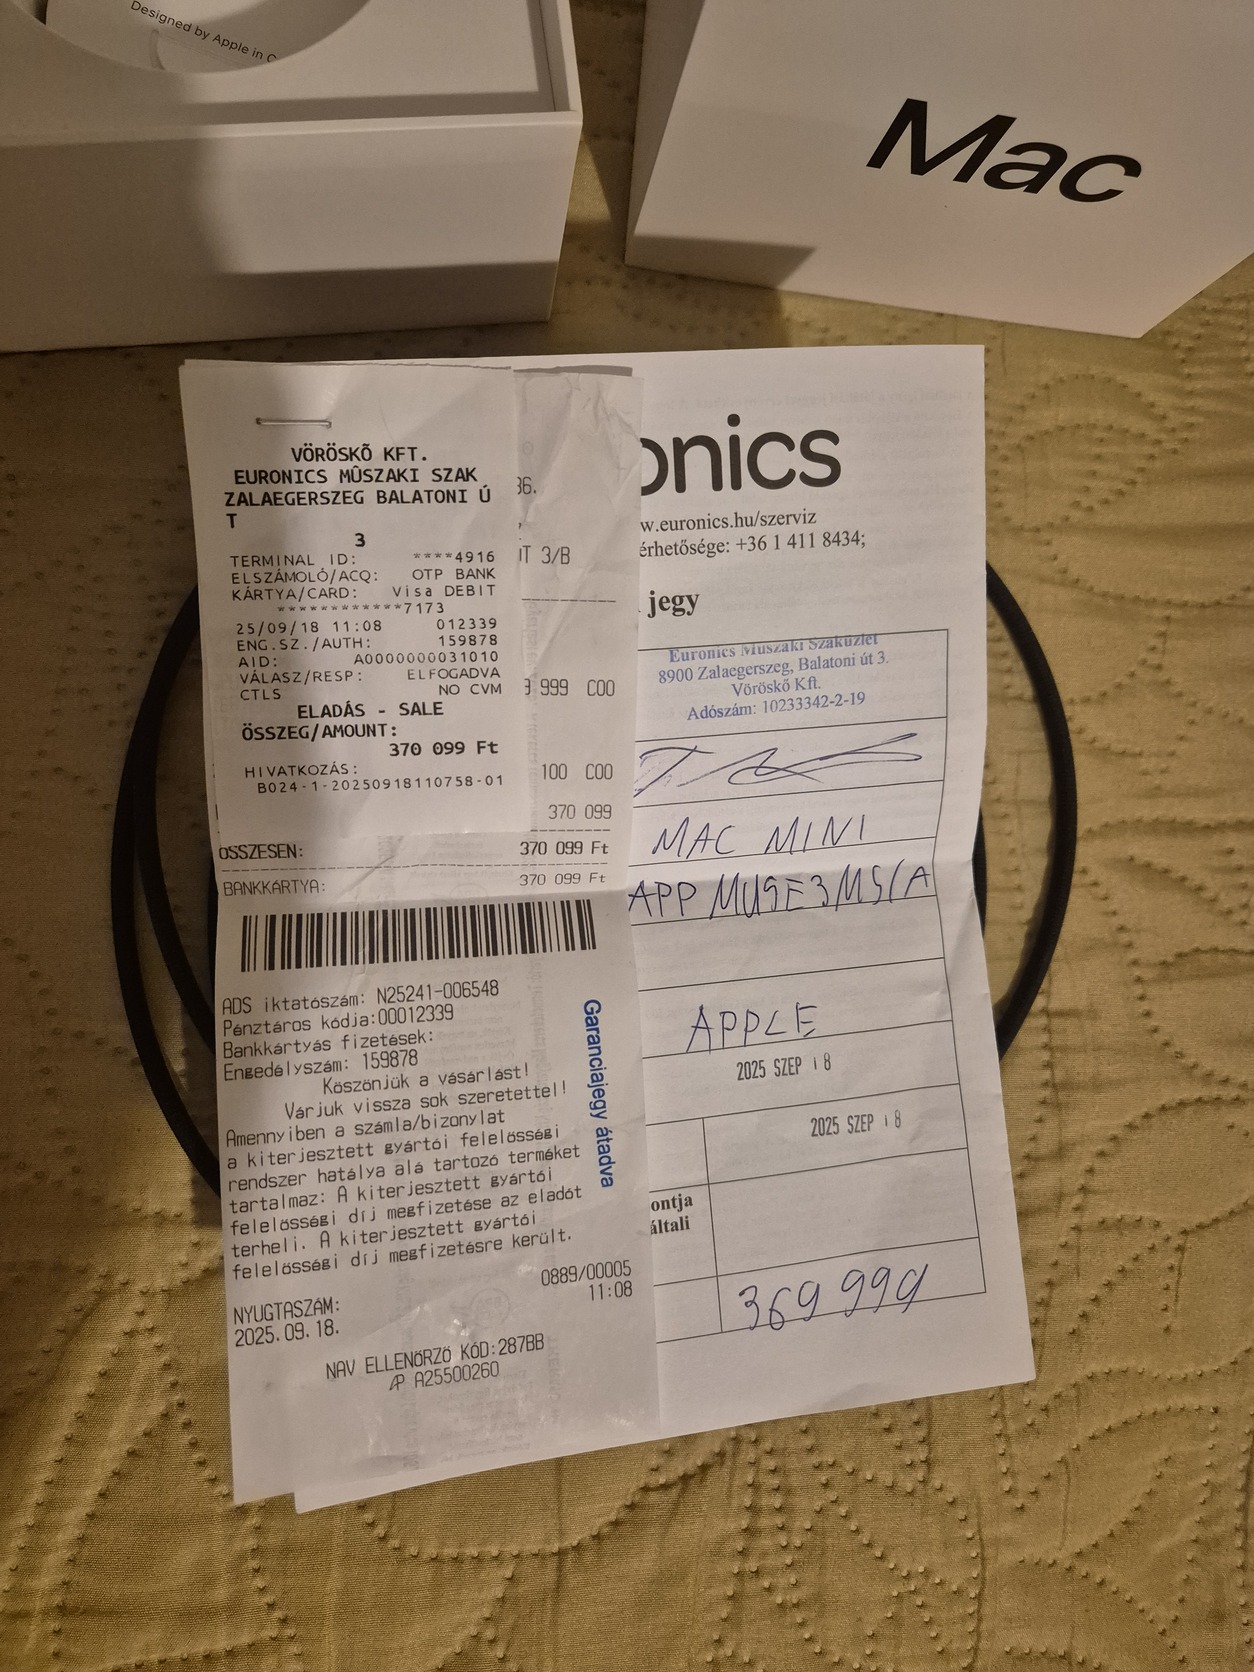 Designed by Apple in C
Mac
VÖRÖSKÕ KFT.
EURONICS MÛSZAKI SZAK
ZALAEGERSZEG BALATONI Ú
T
3
TERMINAL ID: ****4916
ELSZÁMOLÓ/ACQ: OTP BANK
KÁRTYA/CARD: Visa DEBIT
************7173
25/09/18 11:08 012339
ENG.SZ./AUTH: 159878
AID: A0000000031010
VÁLASZ/RESP: ELFOGADVA
CTLS NO CVM
ELADÁS - SALE
ÖSSZEG/AMOUNT:
370 099 Ft
HIVATKOZÁS:
B024-1-20250918110758-01
36.
ÚT 3/B
9 999 C00
100 C00
370 099
ÖSSZESEN: 370 099 Ft
BANKKÁRTYA: 370 099 Ft
ADS iktatószám: N25241-006548
Pénztáros kódja:00012339
Bankkártyás fizetések:
Engedélyszám: 159878
Köszönjük a vásárlást!
Várjuk vissza sok szeretettel!
Amennyiben a számla/bizonylat
a kiterjesztett gyártói felelősségi
rendszer hatálya alá tartozó terméket
tartalmaz: A kiterjesztett gyártói
felelősségi díj megfizetése az eladót
terheli. A kiterjesztett gyártói
felelősségi díj megfizetésre került.
0889/00005
NYUGTASZÁM: 11:08
2025.09.18.
NAV ELLENŐRZŐ KÓD:287BB
AP A25500260
Garanciajegy átadva
onics
w.euronics.hu/szerviz
érhetősége: +36 1 411 8434;
jegy
Euronics Műszaki Szaküzlet
8900 Zalaegerszeg, Balatoni út 3.
Vöröskő Kft.
Adószám: 10233342-2-19
MAC MINI
APP MU9E3MG/A
APPLE
2025 SZEP 18
2025 SZEP 18
ontja
általi
369 999